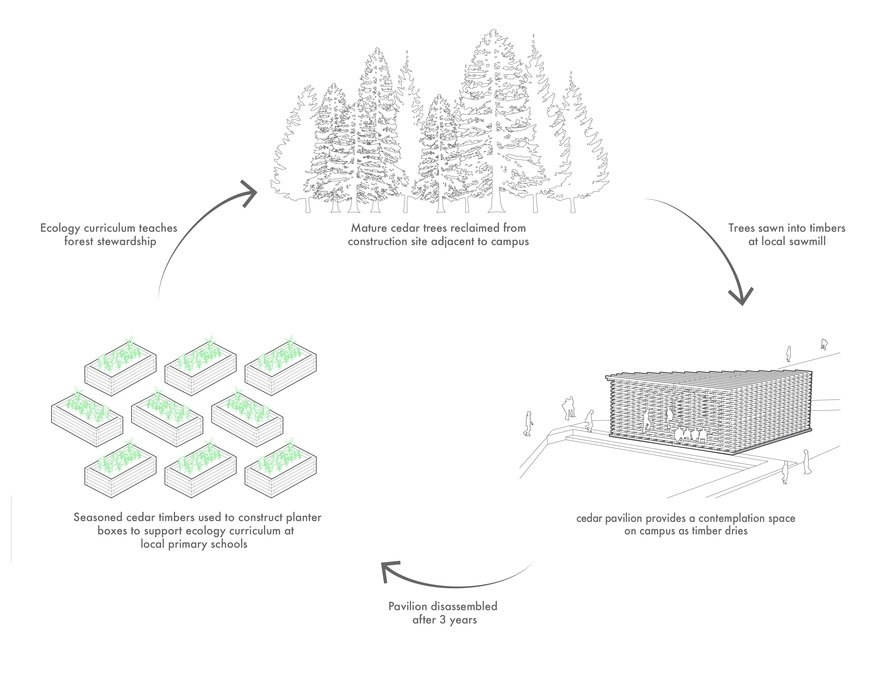 Mature cedar trees reclaimed from
construction site adjacent to campus
Trees sawn into timbers
at local sawmill
cedar pavilion provides a contemplation space
on campus as timber dries
Pavilion disassembled
after 3 years
Seasoned cedar timbers used to construct planter
boxes to support ecology curriculum at
local primary schools
Ecology curriculum teaches
forest stewardship